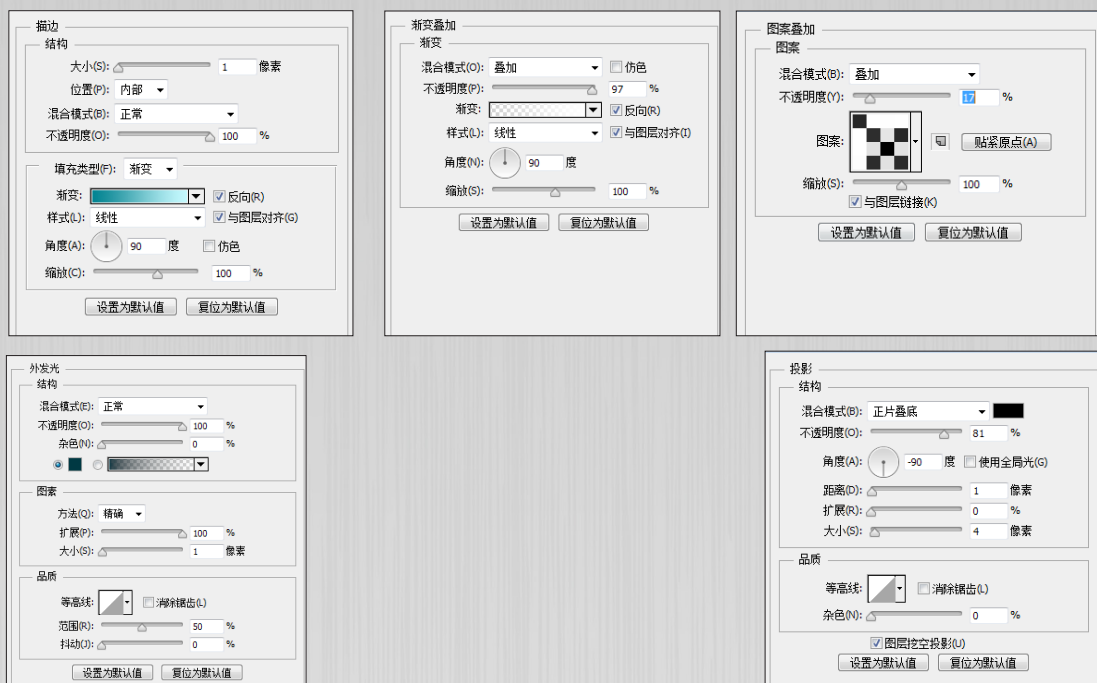 描边
结构
大小(S): 1 像素
位置(P): 内部
混合模式(B): 正常
不透明度(O): 100 %
填充类型(F): 渐变
渐变: 反向(R)
样式(L): 线性 与图层对齐(G)
角度(A): 90 度 仿色
缩放(C): 100 %
设置为默认值 复位为默认值
渐变叠加
渐变
混合模式(O): 叠加 仿色
不透明度(P): 97 %
渐变: 反向(R)
样式(L): 线性 与图层对齐(I)
角度(N): 90 度
缩放(S): 100 %
设置为默认值 复位为默认值
图案叠加
图案
混合模式(B): 叠加
不透明度(Y): 17 %
图案: 贴紧原点(A)
缩放(S): 100 %
与图层链接(K)
设置为默认值 复位为默认值
外发光
结构
混合模式(E): 正常
不透明度(O): 100 %
杂色(N): 0 %
图素
方法(Q): 精确
扩展(P): 100 %
大小(S): 1 像素
品质
等高线: 消除锯齿(L)
范围(R): 50 %
抖动(J): 0 %
设置为默认值 复位为默认值
投影
结构
混合模式(B): 正片叠底
不透明度(O): 81 %
角度(A): -90 度 使用全局光(G)
距离(D): 1 像素
扩展(R): 0 %
大小(S): 4 像素
品质
等高线: 消除锯齿(L)
杂色(N): 0 %
图层挖空投影(U)
设置为默认值 复位为默认值